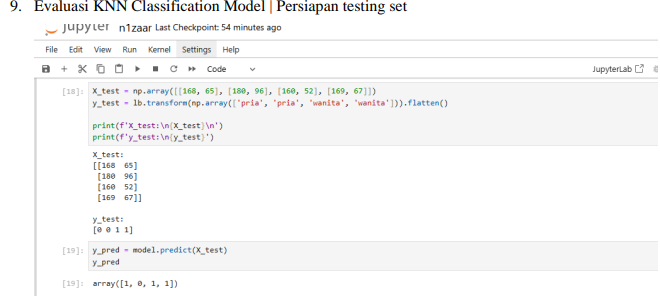 9. Evaluasi KNN Classification Model | Persiapan testing set
Jupyter n1zaar Last Checkpoint: 54 minutes ago
File Edit View Run Kernel Settings Help
Code JupyterLab
[18]: X_test = np.array([[168, 65], [180, 96], [160, 52], [169, 67]])
y_test = lb.transform(np.array(['pria', 'pria', 'wanita', 'wanita'])).flatten()
print(f'X_test:\n{X_test}\n')
print(f'y_test:\n{y_test}')
X_test:
[[168 65]
[180 96]
[160 52]
[169 67]]
y_test:
[0 0 1 1]
[19]: y_pred = model.predict(X_test)
y_pred
[19]: array([1, 0, 1, 1])